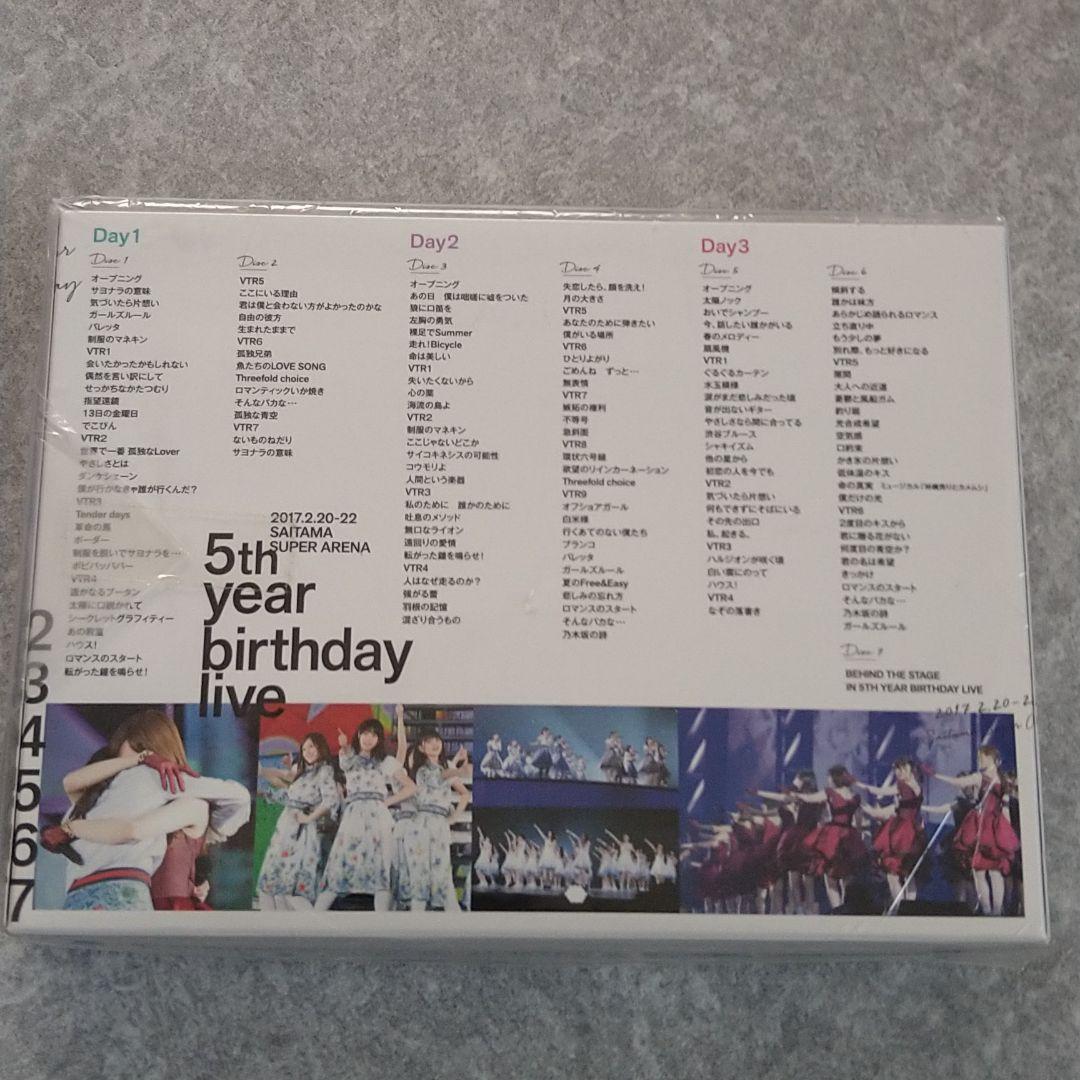 Day1
Disc 1
オープニング
サヨナラの意味
気づいたら片想い
ガールズルール
バレッタ
制服のマネキン
VTR1
会いたかったかもしれない
偶然を言い訳にして
せっかちなかたつむり
指望遠鏡
13日の金曜日
でこぴん
VTR2
世界で一番 孤独なLover
やさしさとは
ダンケシェーン
僕が行かなきゃ誰が行くんだ?
VTR3
Tender days
革命の馬
ボーダー
制服を脱いでサヨナラを…
ポピパッパパー
VTR4
遥かなるブータン
太陽に口説かれて
シークレットグラフィティー
あの教室
ハウス!
ロマンスのスタート
転がった鐘を鳴らせ!
Disc 2
VTR5
ここにいる理由
君は僕と会わない方がよかったのかな
自由の彼方
生まれたままで
VTR6
孤独兄弟
魚たちのLOVE SONG
Threefold choice
ロマンティックいか焼き
そんなバカな…
孤独な青空
VTR7
ないものねだり
サヨナラの意味
Day2
Disc 3
オープニング
あの日 僕は咄嗟に嘘をついた
狼に口笛を
左胸の勇気
裸足でSummer
走れ!Bicycle
命は美しい
VTR1
失いたくないから
心の薬
海流の島よ
VTR2
制服のマネキン
ここじゃないどこか
サイコキネシスの可能性
コウモリよ
人間という楽器
VTR3
私のために 誰かのために
吐息のメソッド
無口なライオン
遠回りの愛情
転がった鐘を鳴らせ!
VTR4
人はなぜ走るのか?
強がる蕾
羽根の記憶
混ざり合うもの
Disc 4
失恋したら、顔を洗え!
月の大きさ
VTR5
あなたのために弾きたい
僕がいる場所
VTR6
ひとりよがり
ごめんね ずっと…
無表情
VTR7
嫉妬の権利
不等号
急斜面
VTR8
環状六号線
欲望のリインカーネーション
Threefold choice
VTR9
オフショアガール
白米様
行くあてのない僕たち
ブランコ
バレッタ
ガールズルール
夏のFree&Easy
悲しみの忘れ方
ロマンスのスタート
そんなバカな…
乃木坂の詩
Day3
Disc 5
オープニング
太陽ノック
おいでシャンプー
今、話したい誰かがいる
春のメロディー
扇風機
VTR1
ぐるぐるカーテン
水玉模様
涙がまだ悲しみだった頃
音が出ないギター
やさしさなら間に合ってる
渋谷ブルース
シャキイズム
他の星から
初恋の人を今でも
VTR2
気づいたら片想い
何もできずにそばにいる
その先の出口
私、起きる。
VTR3
ハルジオンが咲く頃
白い雲にのって
ハウス!
VTR4
なぞの落書き
Disc 6
傾斜する
誰かは味方
あらかじめ語られるロマンス
立ち直り中
もう少しの夢
別れ際、もっと好きになる
VTR5
隙間
大人への近道
憂鬱と風船ガム
釣り堀
光合成希望
空気感
口約束
かき氷の片想い
低体温のキス
命の真実 ミュージカル「林檎売りとカメムシ」
僕だけの光
VTR6
2度目のキスから
君に贈る花がない
何度目の青空か?
君の名は希望
きっかけ
ロマンスのスタート
そんなバカな…
乃木坂の詩
ガールズルール
Disc 7
BEHIND THE STAGE
IN 5TH YEAR BIRTHDAY LIVE
2017.2.20-22
SAITAMA
SUPER ARENA
5th
year
birthday
live
2
3
4
5
6
7
2017.2.20-2
Saitama